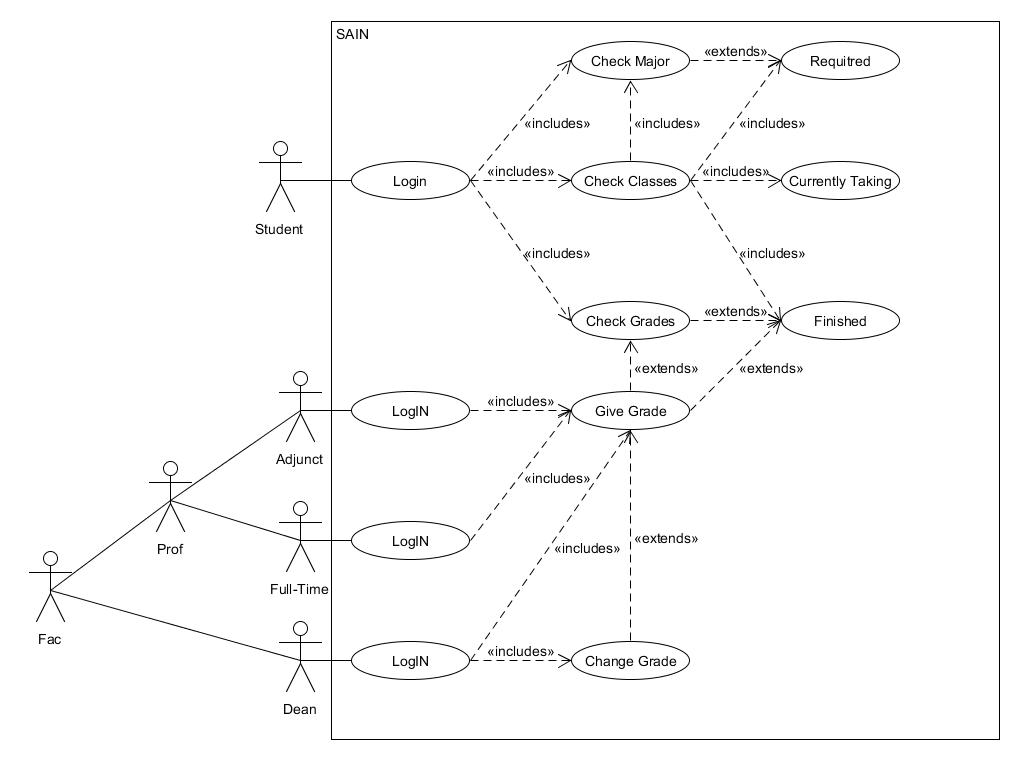 SAIN
Check Major
«extends»
Requitred
«includes»
«includes»
«includes»
Student
Login
«includes»
Check Classes
«includes»
Currently Taking
«includes»
«includes»
Check Grades
«extends»
Finished
«extends»
«extends»
Adjunct
LogIN
«includes»
Give Grade
«includes»
Prof
Full-Time
LogIN
«includes»
«extends»
Fac
Dean
LogIN
«includes»
Change Grade